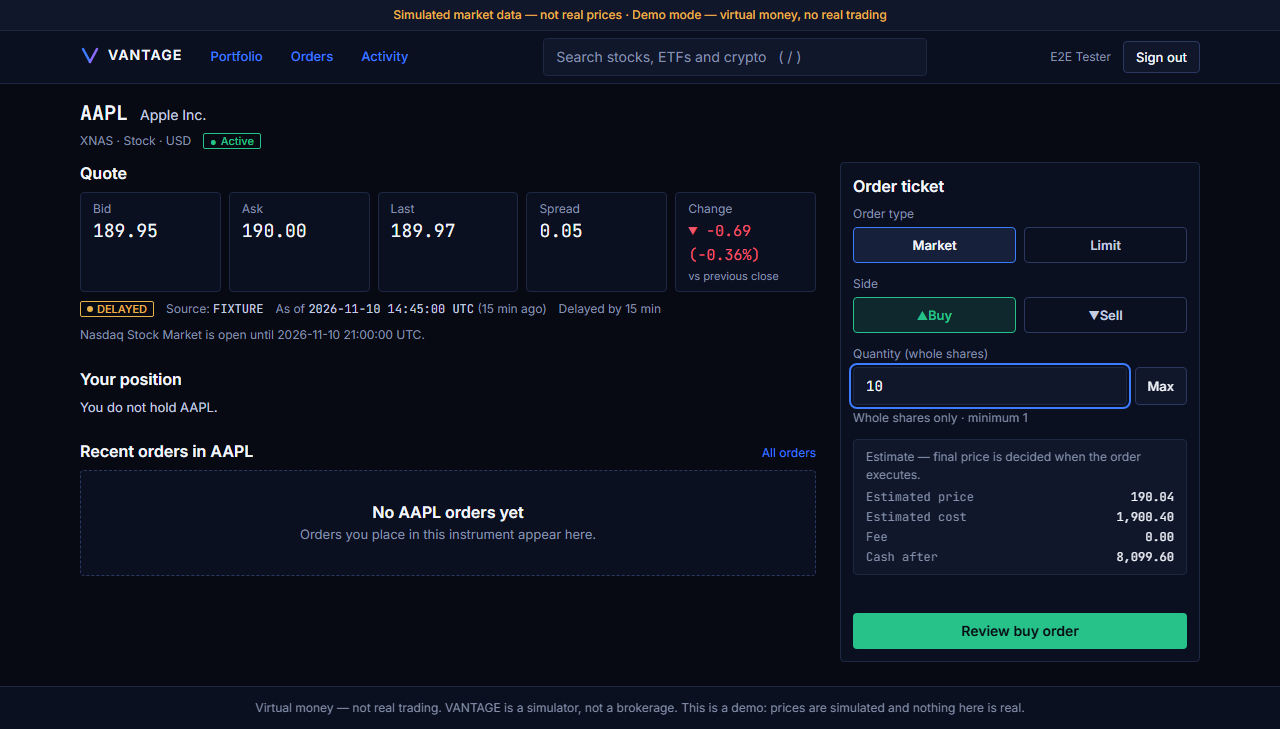 Simulated market data — not real prices · Demo mode — virtual money, no real trading
VANTAGE Portfolio Orders Activity Search stocks, ETFs and crypto ( / ) E2E Tester Sign out
AAPL Apple Inc.
XNAS · Stock · USD Active
Quote
Bid Ask Last Spread Change
189.95 190.00 189.97 0.05 ▼ -0.69
(-0.36%)
vs previous close
DELAYED Source: FIXTURE As of 2026-11-10 14:45:00 UTC (15 min ago) Delayed by 15 min
Nasdaq Stock Market is open until 2026-11-10 21:00:00 UTC.
Your position
You do not hold AAPL.
Recent orders in AAPL All orders
No AAPL orders yet
Orders you place in this instrument appear here.
Order ticket
Order type
Market Limit
Side
▲Buy ▼Sell
Quantity (whole shares)
10 Max
Whole shares only · minimum 1
Estimate — final price is decided when the order
executes.
Estimated price 190.04
Estimated cost 1,900.40
Fee 0.00
Cash after 8,099.60
Review buy order
Virtual money — not real trading. VANTAGE is a simulator, not a brokerage. This is a demo: prices are simulated and nothing here is real.